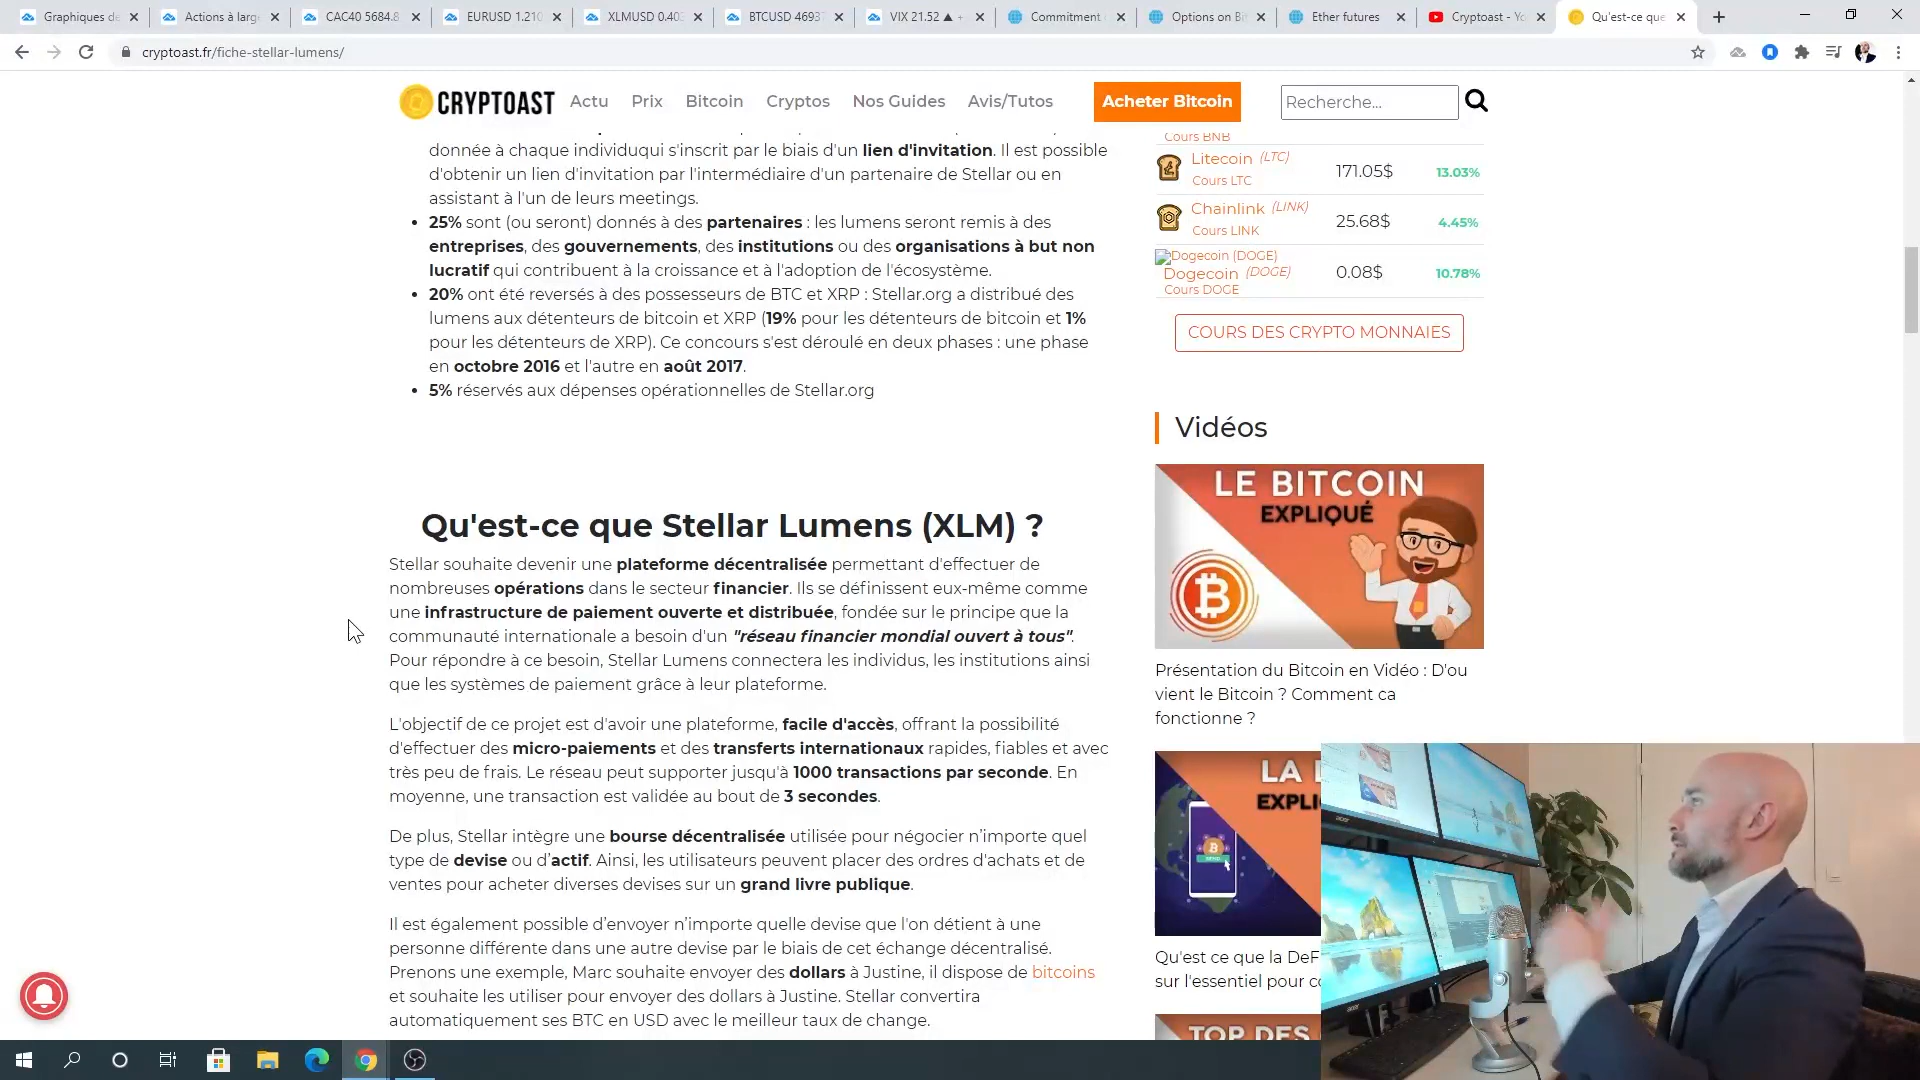 Graphiques de
Actions à larg
CAC40 5684.8
EURUSD 1.210
XLMUSD 0.403
BTCUSD 4693
VIX 21.52 ▲ +
Commitment
Options on Bi
Ether futures
Cryptoast - Yo
Qu'est-ce que
cryptoast.fr/fiche-stellar-lumens/
CRYPTOAST
Actu
Prix
Bitcoin
Cryptos
Nos Guides
Avis/Tutos
Acheter Bitcoin
Recherche...
donnée à chaque individuqui s'inscrit par le biais d'un lien d'invitation. Il est possible
d'obtenir un lien d'invitation par l'intermédiaire d'un partenaire de Stellar ou en
assistant à l'un de leurs meetings.
• 25% sont (ou seront) donnés à des partenaires : les lumens seront remis à des
entreprises, des gouvernements, des institutions ou des organisations à but non
lucratif qui contribuent à la croissance et à l'adoption de l'écosystème.
• 20% ont été reversés à des possesseurs de BTC et XRP : Stellar.org a distribué des
lumens aux détenteurs de bitcoin et XRP (19% pour les détenteurs de bitcoin et 1%
pour les détenteurs de XRP). Ce concours s'est déroulé en deux phases : une phase
en octobre 2016 et l'autre en août 2017.
• 5% réservés aux dépenses opérationnelles de Stellar.org
Qu'est-ce que Stellar Lumens (XLM) ?
Stellar souhaite devenir une plateforme décentralisée permettant d'effectuer de
nombreuses opérations dans le secteur financier. Ils se définissent eux-même comme
une infrastructure de paiement ouverte et distribuée, fondée sur le principe que la
communauté internationale a besoin d'un "réseau financier mondial ouvert à tous".
Pour répondre à ce besoin, Stellar Lumens connectera les individus, les institutions ainsi
que les systèmes de paiement grâce à leur plateforme.
L'objectif de ce projet est d'avoir une plateforme, facile d'accès, offrant la possibilité
d'effectuer des micro-paiements et des transferts internationaux rapides, fiables et avec
très peu de frais. Le réseau peut supporter jusqu'à 1000 transactions par seconde. En
moyenne, une transaction est validée au bout de 3 secondes.
De plus, Stellar intègre une bourse décentralisée utilisée pour négocier n'importe quel
type de devise ou d'actif. Ainsi, les utilisateurs peuvent placer des ordres d'achats et de
ventes pour acheter diverses devises sur un grand livre publique.
Il est également possible d'envoyer n'importe quelle devise que l'on détient à une
personne différente dans une autre devise par le biais de cet échange décentralisé.
Prenons une exemple, Marc souhaite envoyer des dollars à Justine, il dispose de bitcoins
et souhaite les utiliser pour envoyer des dollars à Justine. Stellar convertira
automatiquement ses BTC en USD avec le meilleur taux de change.
Cours BNB
Litecoin (LTC) 171.05$ 13.03%
Cours LTC
Chainlink (LINK) 25.68$ 4.45%
Cours LINK
Dogecoin (DOGE)
Dogecoin (DOGE) 0.08$ 10.78%
Cours DOGE
COURS DES CRYPTO MONNAIES
Vidéos
LE BITCOIN
EXPLIQUÉ
Présentation du Bitcoin en Vidéo : D'ou
vient le Bitcoin ? Comment ca
fonctionne ?
LA
EXPLI
Qu'est ce que la DeF
sur l'essentiel pour c
TOP DES